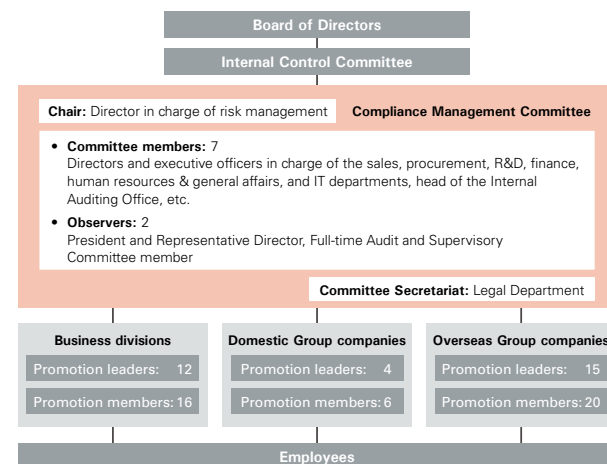 Board of Directors
Internal Control Committee
Chair: Director in charge of risk management
Compliance Management Committee
• Committee members: 7
Directors and executive officers in charge of the sales, procurement, R&D, finance,
human resources & general affairs, and IT departments, head of the Internal
Auditing Office, etc.
• Observers: 2
President and Representative Director, Full-time Audit and Supervisory
Committee member
Committee Secretariat: Legal Department
Business divisions
Promotion leaders: 12
Promotion members: 16
Domestic Group companies
Promotion leaders: 4
Promotion members: 6
Overseas Group companies
Promotion leaders: 15
Promotion members: 20
Employees